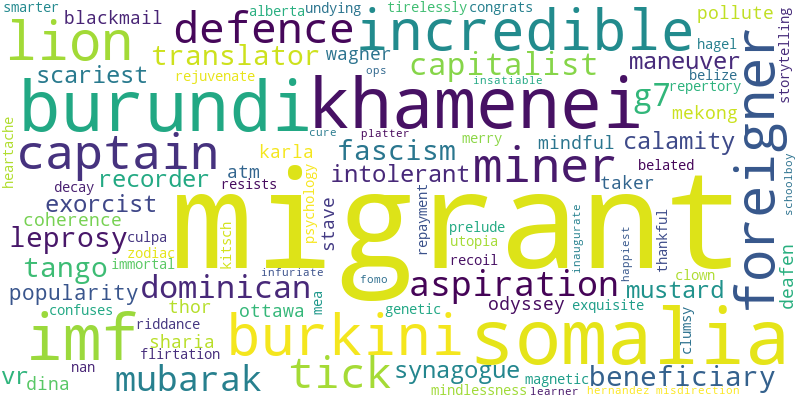 smarter
blackmail
alberta
undying
tirelessly
congrats
pollute
lion
defence
incredible
hagel
storytelling
translator
wagner
capitalist
maneuver
scariest
rejuvenate
ops
insatiable
belize
repertory
burundi
khamenei
g7
mekong
foreigner
heartache
captain
cure
platter
merry
mindful
calamity
karla
fascism
miner
recorder
atm
intolerant
belated
schoolboy
exorcist
decay
resists
taker
migrant
psychology
coherence
stave
repayment
prelude
inaugurate
happiest
thankful
leprosy
culpa
kitsch
utopia
zodiac
recoil
tango
immortal
infuriate
fomo
aspiration
clown
deafen
popularity
dominican
mea
odyssey
exquisite
mustard
confuses
thor
ottawa
genetic
clumsy
imf
riddance
sharia
burkini
somalia
flirtation
nan
vr
dina
mubarak
tick
synagogue
magnetic
beneficiary
mindlessness
learner
hernandez
misdirection